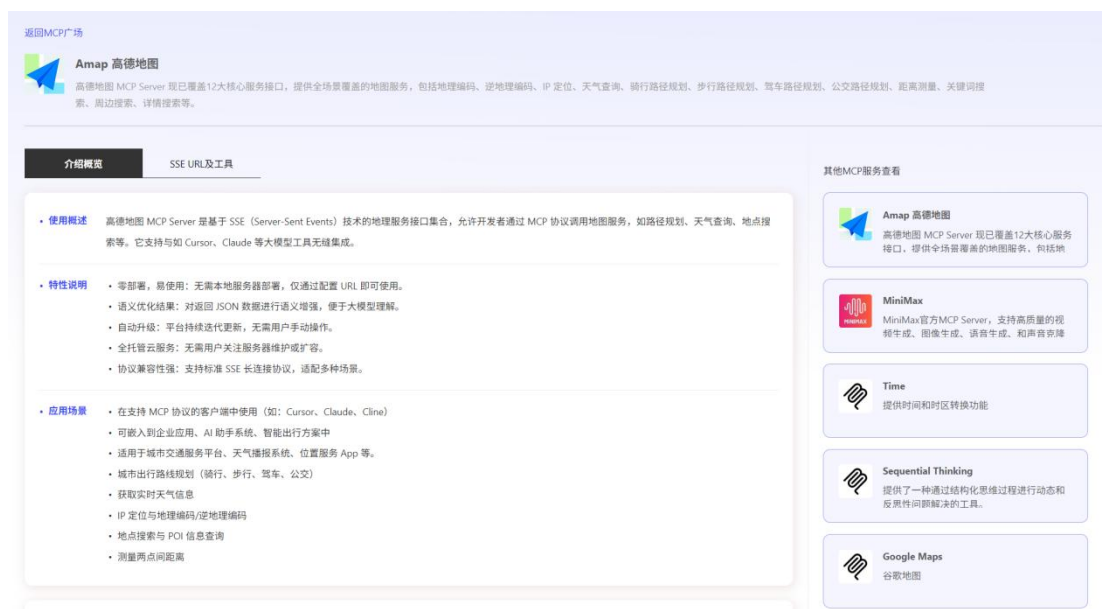 返回MCP广场
Amap 高德地图
高德地图 MCP Server 现已覆盖12大核心服务接口，提供全场景覆盖的地图服务，包括地理编码、逆地理编码、IP 定位、天气查询、骑行路径规划、步行路径规划、驾车路径规划、公交路径规划、距离测量、关键词搜
索、周边搜索、详情搜索等。
介绍概览
SSE URL及工具
• 使用概述
高德地图 MCP Server 是基于 SSE（Server-Sent Events）技术的地理服务接口集合，允许开发者通过 MCP 协议调用地图服务，如路径规划、天气查询、地点搜
索等。它支持与如 Cursor、Claude 等大模型工具无缝集成。
• 特性说明
• 零部署，易使用：无需本地服务器部署，仅通过配置 URL 即可使用。
• 语义优化结果：对返回 JSON 数据进行语义增强，便于大模型理解。
• 自动升级：平台持续迭代更新，无需用户手动操作。
• 全托管云服务：无需用户关注服务器维护或扩容。
• 协议兼容性强：支持标准 SSE 长连接协议，适配多种场景。
• 应用场景
• 在支持 MCP 协议的客户端中使用（如：Cursor、Claude、Cline）
• 可嵌入到企业应用、AI 助手系统、智能出行方案中
• 适用于城市交通服务平台、天气播报系统、位置服务 App 等。
• 城市出行路线规划（骑行、步行、驾车、公交）
• 获取实时天气信息
• IP 定位与地理编码/逆地理编码
• 地点搜索与 POI 信息查询
• 测量两点间距离
其他MCP服务查看
Amap 高德地图
高德地图 MCP Server 现已覆盖12大核心服务
接口，提供全场景覆盖的地图服务，包括地
MINIMAX
MiniMax
MiniMax官方MCP Server，支持高质量的视
频生成、图像生成、语音生成、和声音克隆
Time
提供时间和时区转换功能
Sequential Thinking
提供了一种通过结构化思维过程进行动态和
反思性问题解决的工具。
Google Maps
谷歌地图